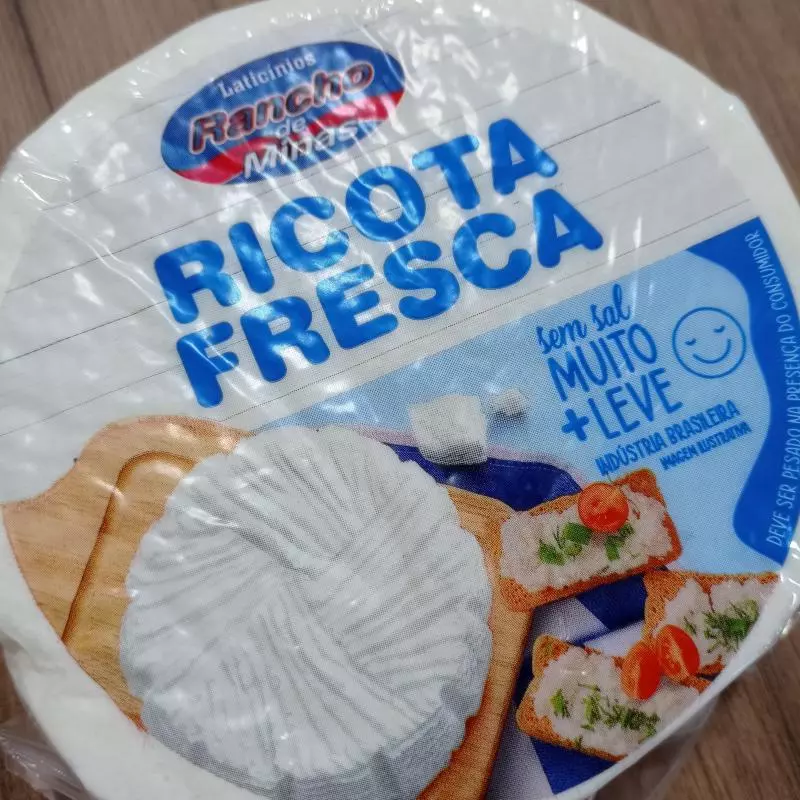 Laticínios
Rancho
de
Minas
RICOTA
FRESCA
sem sal
MUITO
+LEVE
INDÚSTRIA BRASILEIRA
IMAGEM ILUSTRATIVA
DEVE SER PESADO NA PRESENÇA DO CONSUMIDOR